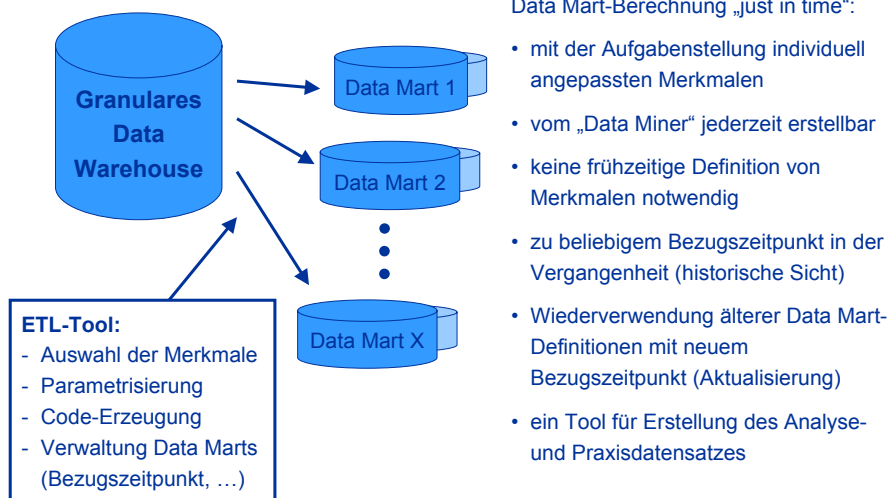 Data Mart-Berechnung „just in time“:
Granulares
Data
Warehouse
Data Mart 1
Data Mart 2
Data Mart X
• mit der Aufgabenstellung individuell
angepassten Merkmalen
• vom „Data Miner“ jederzeit erstellbar
• keine frühzeitige Definition von
Merkmalen notwendig
• zu beliebigem Bezugszeitpunkt in der
Vergangenheit (historische Sicht)
• Wiederverwendung älterer Data Mart-
Definitionen mit neuem
Bezugszeitpunkt (Aktualisierung)
• ein Tool für Erstellung des Analyse-
und Praxisdatensatzes
ETL-Tool:
- Auswahl der Merkmale
- Parametrisierung
- Code-Erzeugung
- Verwaltung Data Marts
(Bezugszeitpunkt, …)